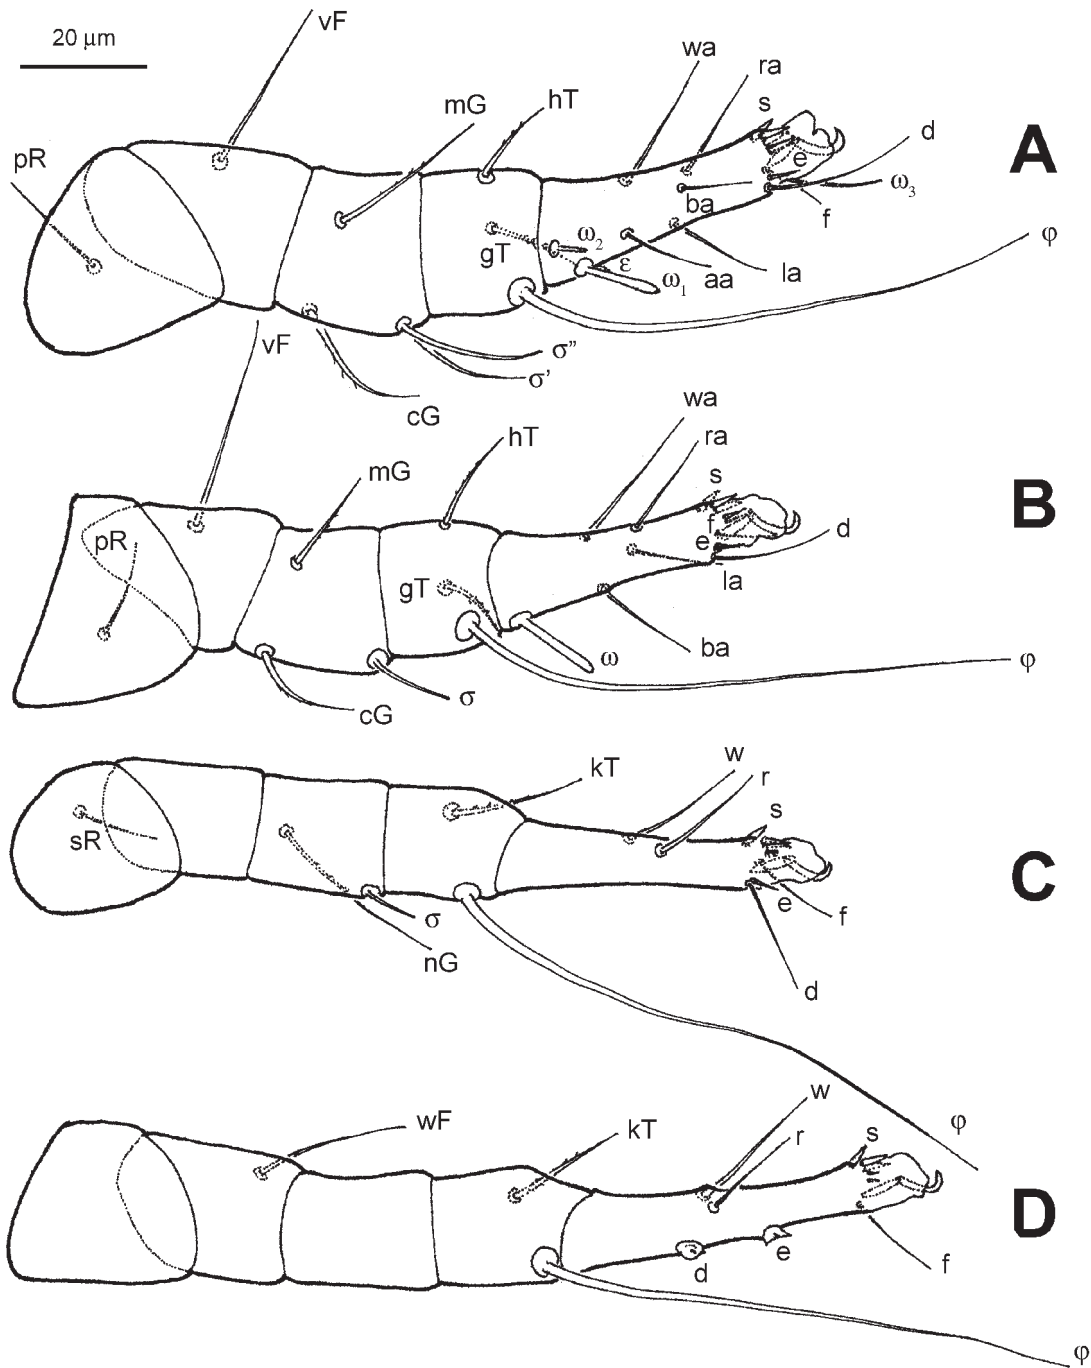 20 µm
vF
wa
ra
mG
hT
s
d
A
pR
e
ba
ω3
f
φ
gT
ω2
ε
ω1
aa
la
σ"
σ'
vF
cG
wa
ra
hT
mG
s
B
f
d
pR
e
gT
la
ba
ω
φ
σ
cG
kT
w
r
s
sR
C
e
f
σ
nG
d
φ
w
wF
kT
r
s
D
d
e
f
φ